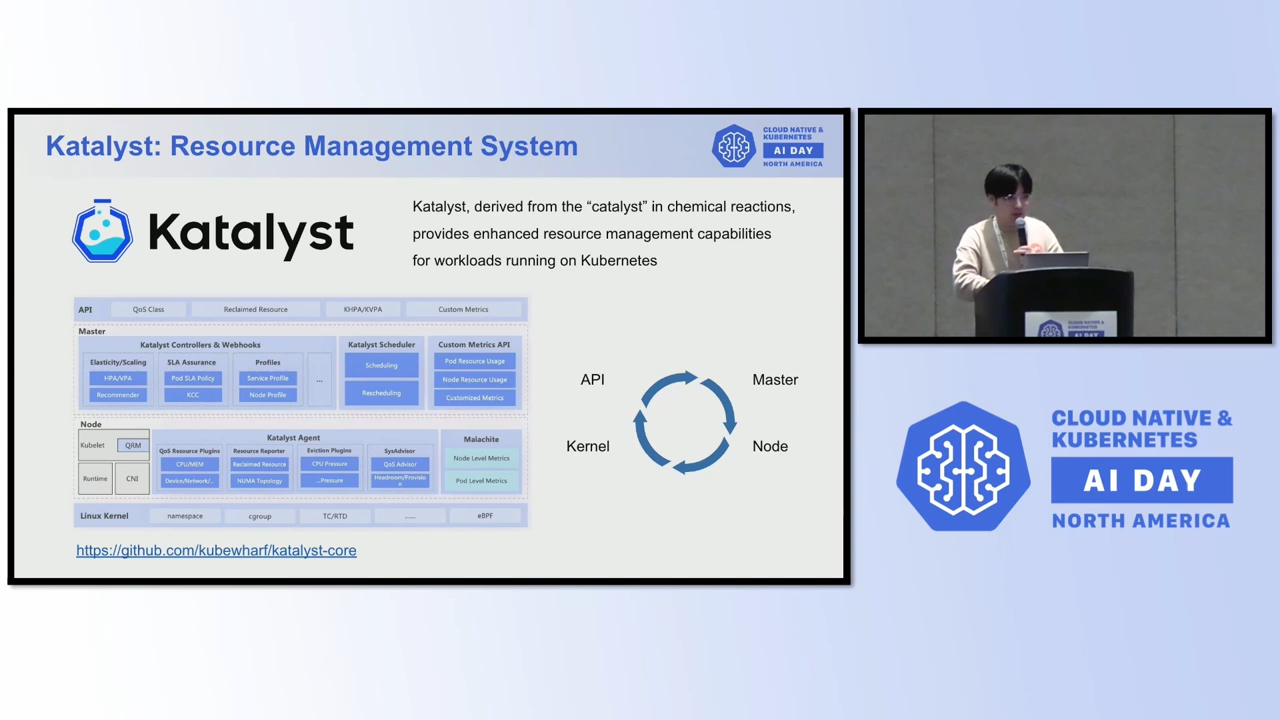 Katalyst: Resource Management System
CLOUD NATIVE &
KUBERNETES
AI DAY
NORTH AMERICA
Katalyst
Katalyst, derived from the “catalyst” in chemical reactions,
provides enhanced resource management capabilities
for workloads running on Kubernetes
API
QoS Class
Reclaimed Resource
KHPA/KVPA
Custom Metrics
Master
Katalyst Controllers & Webhooks
Elasticity/Scaling
HPA/VPA
Recommender
SLA Assurance
Pod SLA Policy
KCC
Profiles
Service Profile
Node Profile
...
Katalyst Scheduler
Scheduling
Rescheduling
Custom Metrics API
Pod Resource Usage
Node Resource Usage
Customized Metrics
Node
Kubelet
QRM
Runtime
CNI
Katalyst Agent
QoS Resource Plugins
CPU/MEM
Device/Network/..
Resource Reporter
Reclaimed Resource
NUMA Topology
Eviction Plugins
CPU Pressure
...Pressure
SysAdvisor
QoS Advisor
Headroom/Provisio
n
Malachite
Node Level Metrics
Pod Level Metrics
Linux Kernel
namespace
cgroup
TC/RTD
......
eBPF
API
Master
Kernel
Node
https://github.com/kubewharf/katalyst-core
CLOUD NATIVE &
KUBERNETES
AI DAY
NORTH AMERICA